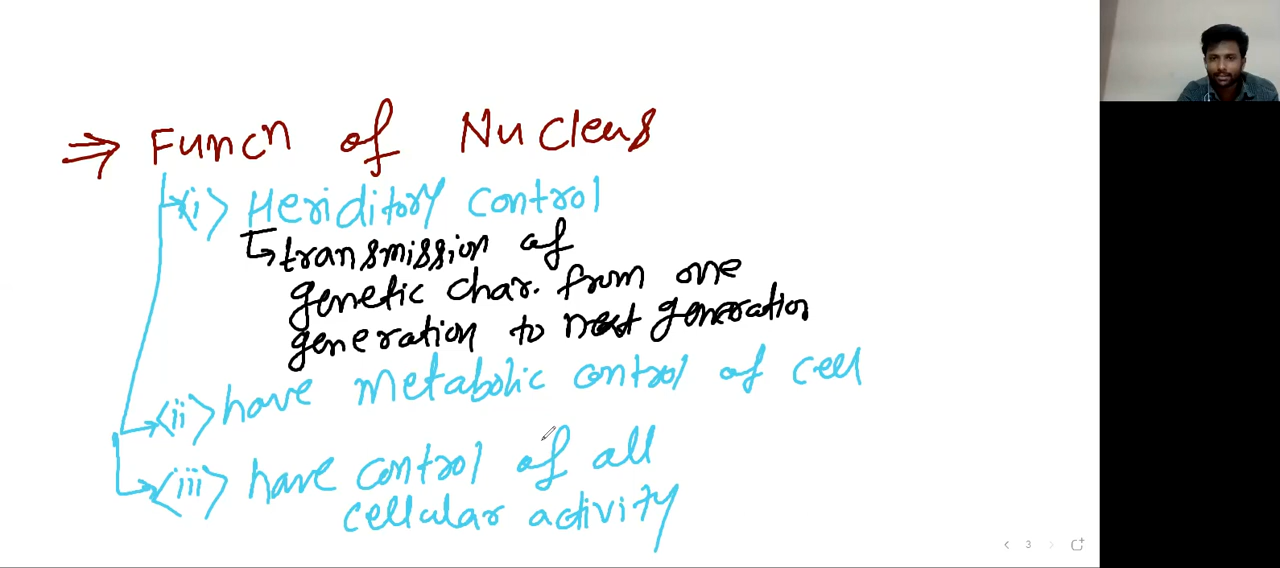 ⇒ Funcn of Nucleus
(i) Heriditory control
↳ transmission of
genetic char. from one
generation to next generation
(ii) have metabolic control of cell
(iii) have control of all
cellular activity
< 3 >